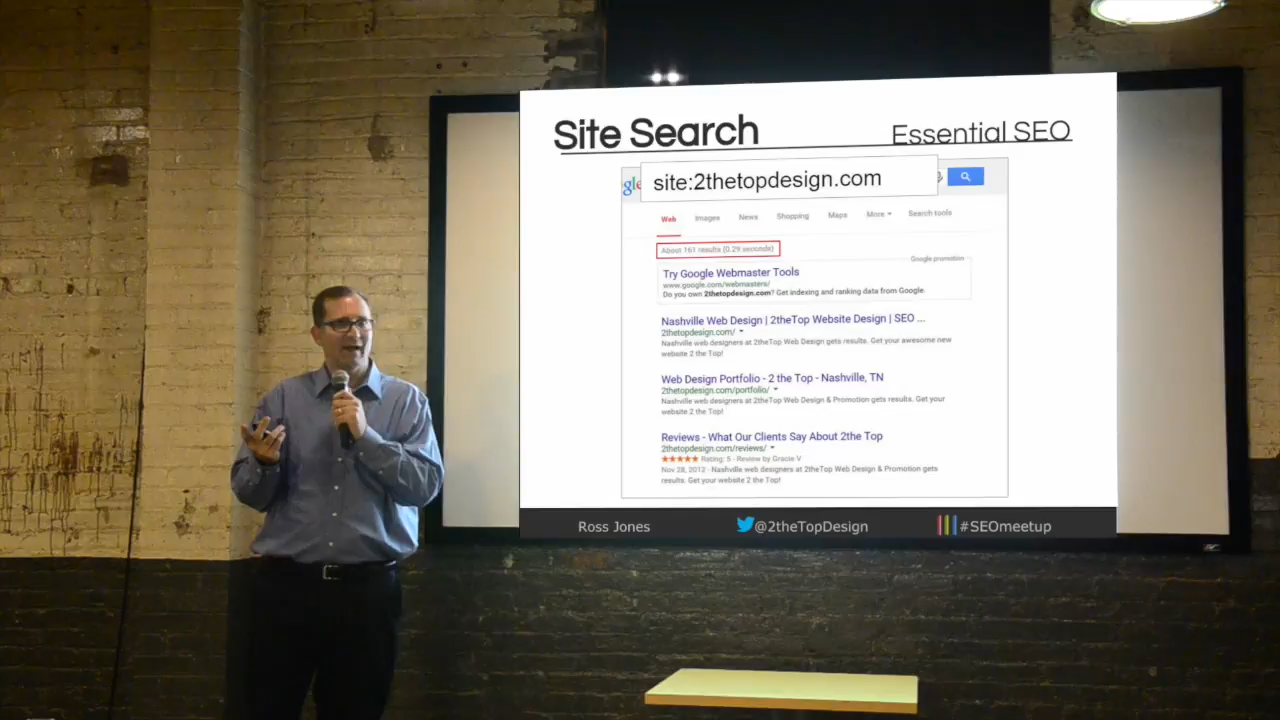 Site Search
Essential SEO
gle
site:2thetopdesign.com
Web Images News Shopping Maps More Search tools
About 161 results (0.29 seconds)
Google promotion
Try Google Webmaster Tools
www.google.com/webmasters/
Do you own 2thetopdesign.com? Get indexing and ranking data from Google.
Nashville Web Design | 2theTop Website Design | SEO ...
2thetopdesign.com/
Nashville web designers at 2theTop Web Design gets results. Get your awesome new
website 2 the Top!
Web Design Portfolio - 2 the Top - Nashville, TN
2thetopdesign.com/portfolio/
Nashville web designers at 2theTop Web Design & Promotion gets results. Get your
website 2 the Top!
Reviews - What Our Clients Say About 2the Top
2thetopdesign.com/reviews/
★★★★★ Rating: 5 - Review by Gracie V
Nov 28, 2012 - Nashville web designers at 2theTop Web Design & Promotion gets
results. Get your website 2 the Top!
Ross Jones @2theTopDesign #SEOmeetup